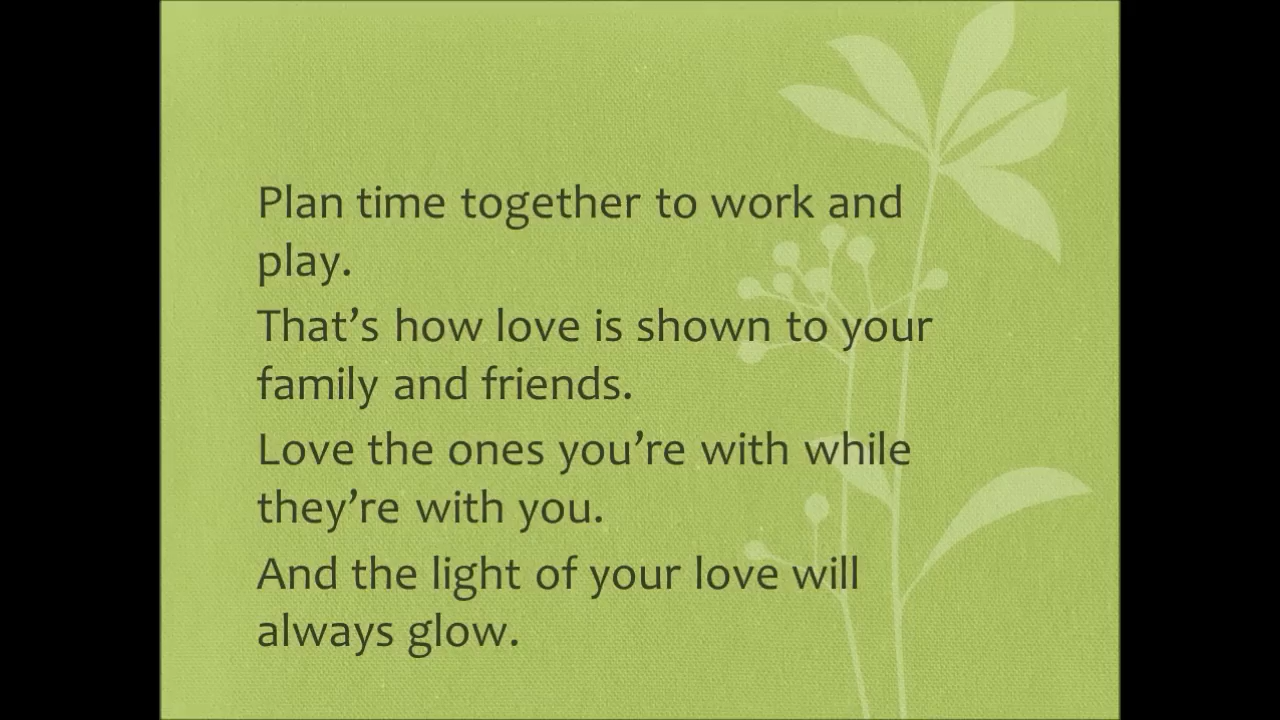 Plan time together to work and
play.
That’s how love is shown to your
family and friends.
Love the ones you’re with while
they’re with you.
And the light of your love will
always glow.